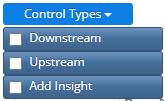 Control Types
Downstream
Upstream
Add Insight